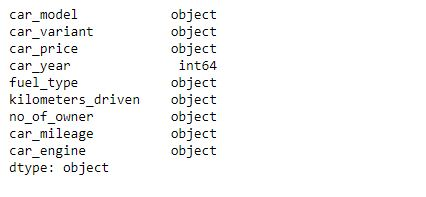 car_model            object
car_variant          object
car_price            object
car_year              int64
fuel_type            object
kilometers_driven    object
no_of_owner          object
car_mileage          object
car_engine           object
dtype: object